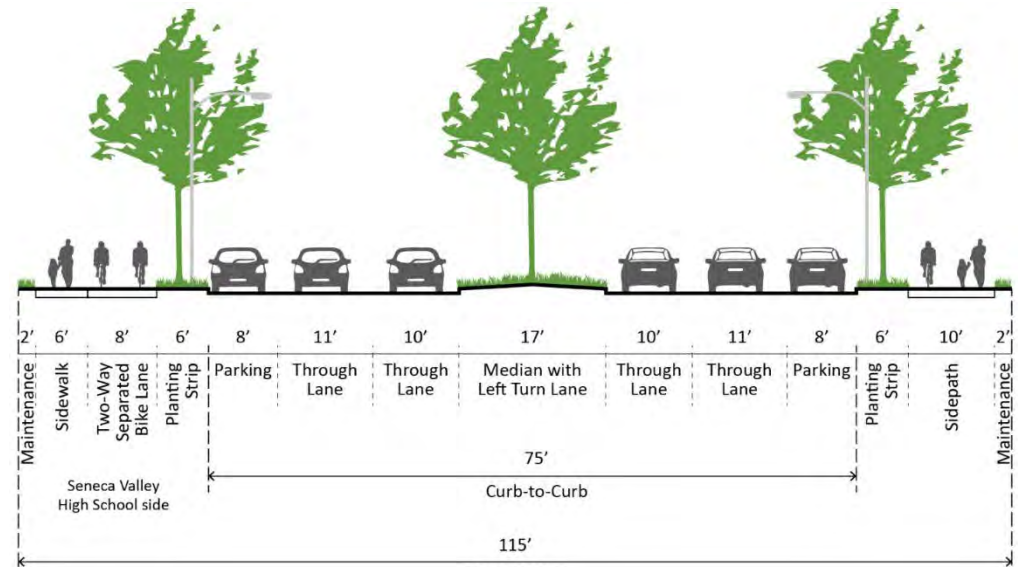 2’ 6’ 8’ 6’ 8’ 11’ 10’ 17’ 10’ 11’ 8’ 6’ 10’ 2’
Maintenance
Sidewalk
Two-Way
Separated
Bike Lane
Planting
Strip
Parking
Through
Lane
Through
Lane
Median with
Left Turn Lane
Through
Lane
Through
Lane
Parking
Planting
Strip
Sidepath
Maintenance
75’
Curb-to-Curb
Seneca Valley
High School side
115’